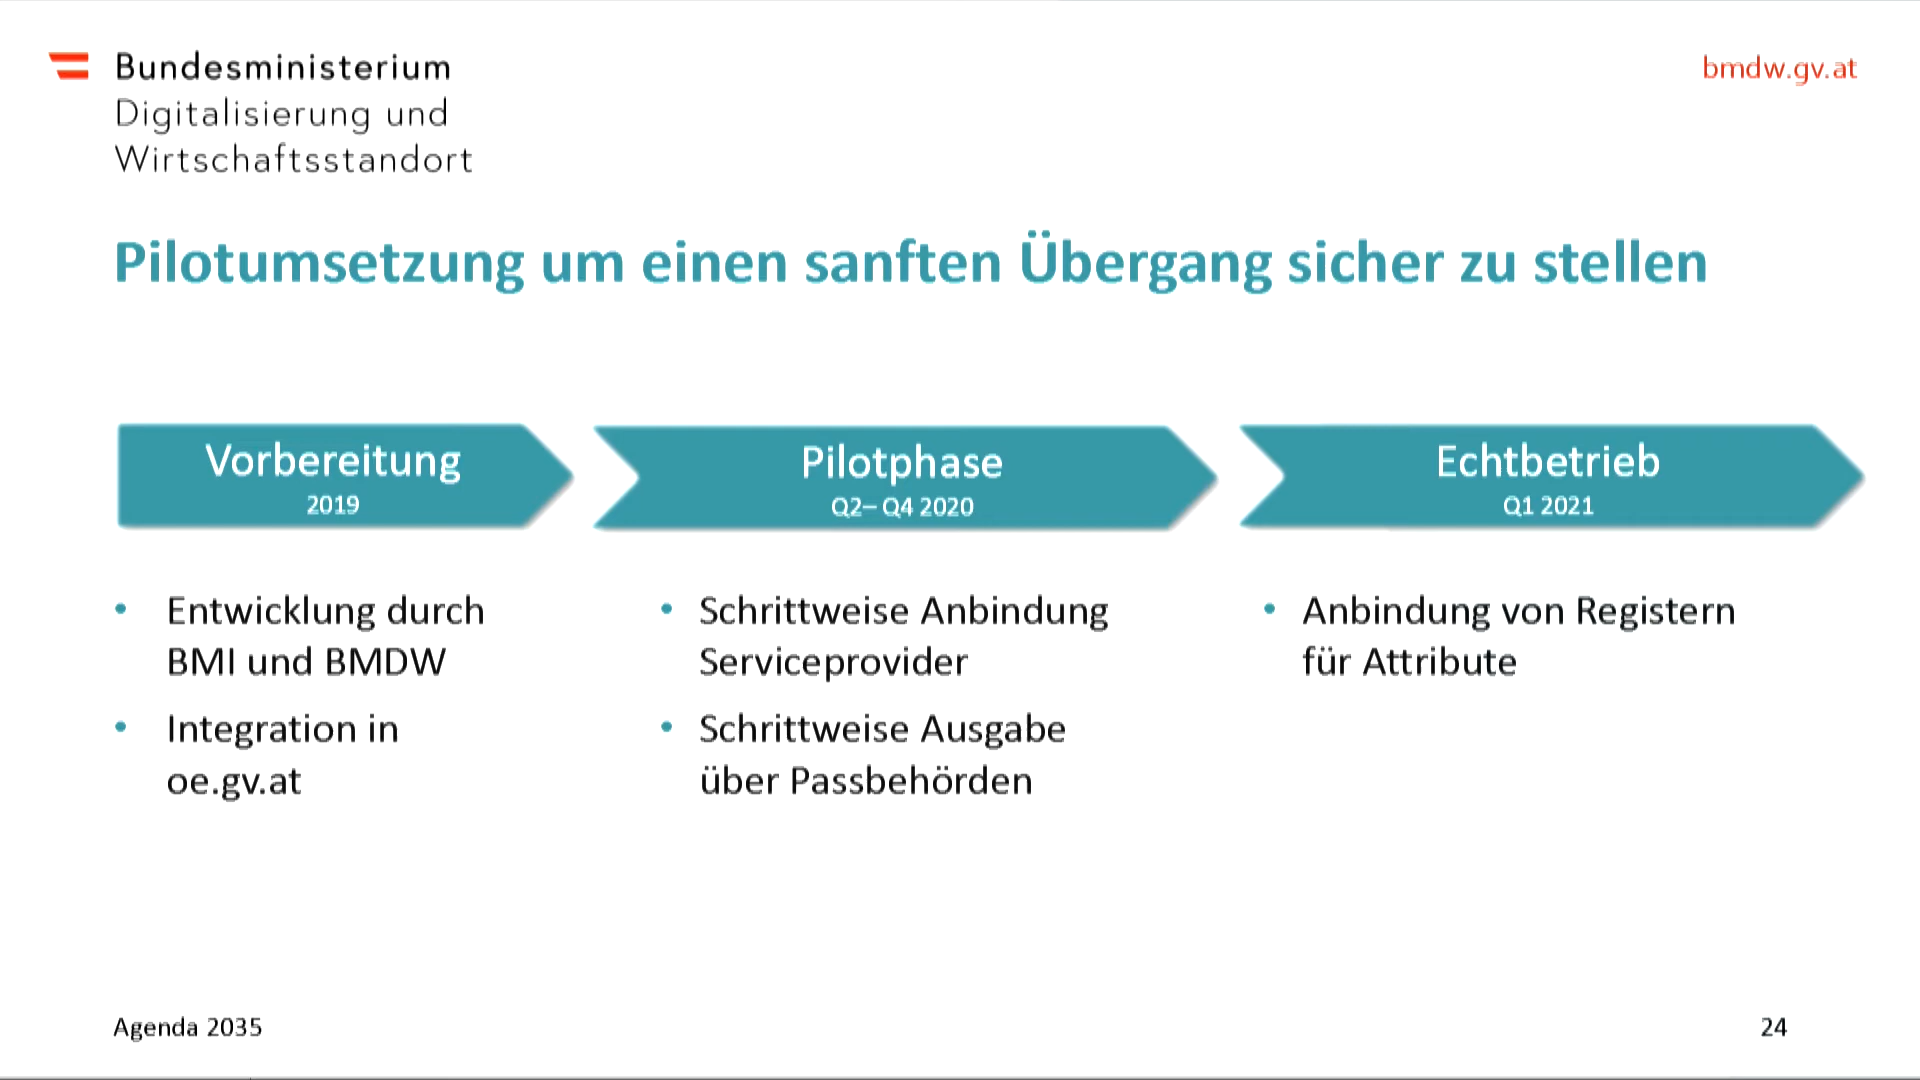 Bundesministerium
Digitalisierung und
Wirtschaftsstandort
bmdw.gv.at
Pilotumsetzung um einen sanften Übergang sicher zu stellen
Vorbereitung
2019
• Entwicklung durch
BMI und BMDW
• Integration in
oe.gv.at
Pilotphase
Q2– Q4 2020
• Schrittweise Anbindung
Serviceprovider
• Schrittweise Ausgabe
über Passbehörden
Echtbetrieb
Q1 2021
• Anbindung von Registern
für Attribute
Agenda 2035
24